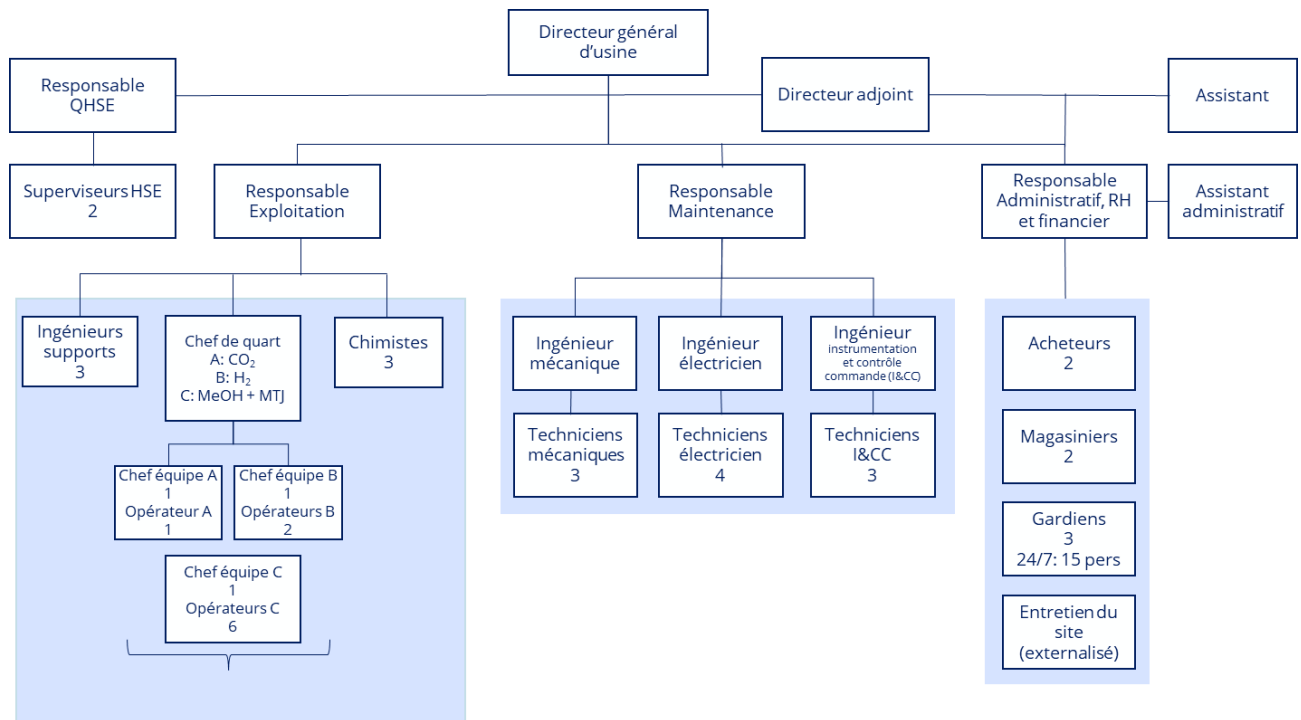 Directeur général
d'usine
Responsable
QHSE
Directeur adjoint
Assistant
Superviseurs HSE
2
Responsable
Exploitation
Responsable
Maintenance
Responsable
Administratif, RH
et financier
Assistant
administratif
Ingénieurs
supports
3
Chef de quart
A: CO₂
B: H₂
C: MeOH + MTJ
Chimistes
3
Chef équipe A
1
Opérateur A
1
Chef équipe B
1
Opérateurs B
2
Chef équipe C
1
Opérateurs C
6
Ingénieur
mécanique
Ingénieur
électricien
Ingénieur
instrumentation
et contrôle
commande (I&CC)
Techniciens
mécaniques
3
Techniciens
électricien
4
Techniciens
I&CC
3
Acheteurs
2
Magasiniers
2
Gardiens
3
24/7: 15 pers
Entretien du
site
(externalisé)